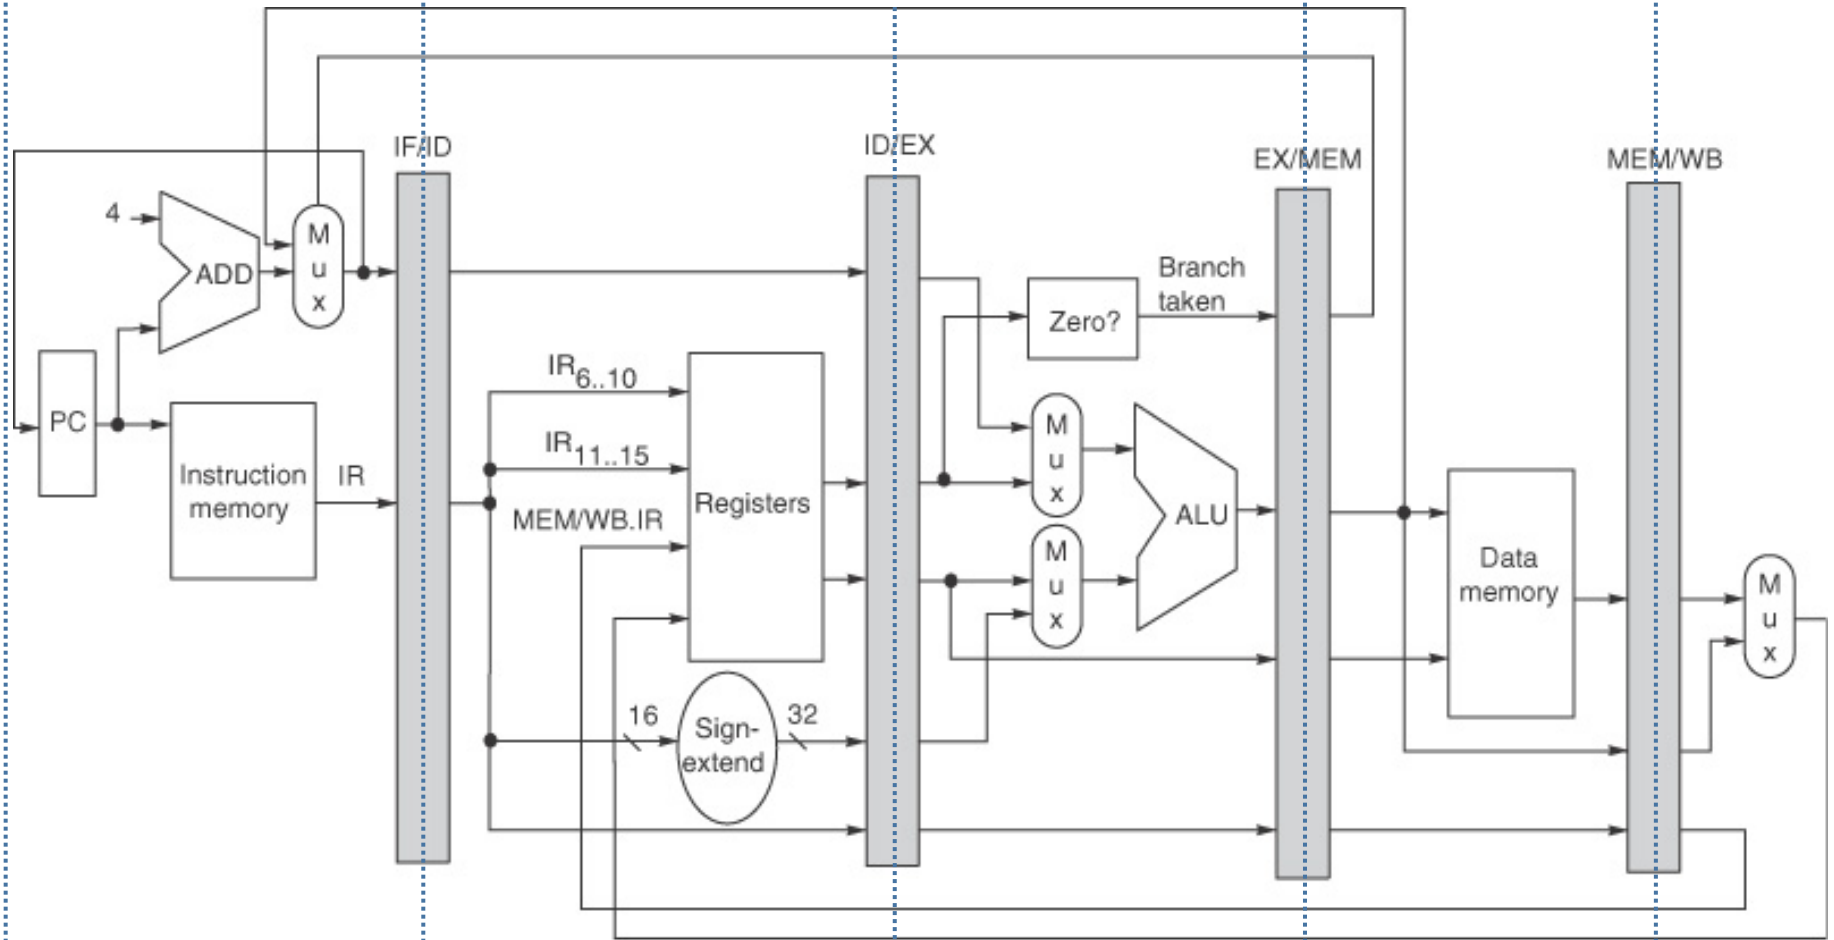 IF/ID
ID/EX
EX/MEM
MEM/WB
4
ADD
M
u
x
PC
Instruction
memory
IR
IR6..10
IR11..15
MEM/WB.IR
Registers
16
Sign-
extend
32
Zero?
Branch
taken
M
u
x
M
u
x
ALU
Data
memory
M
u
x